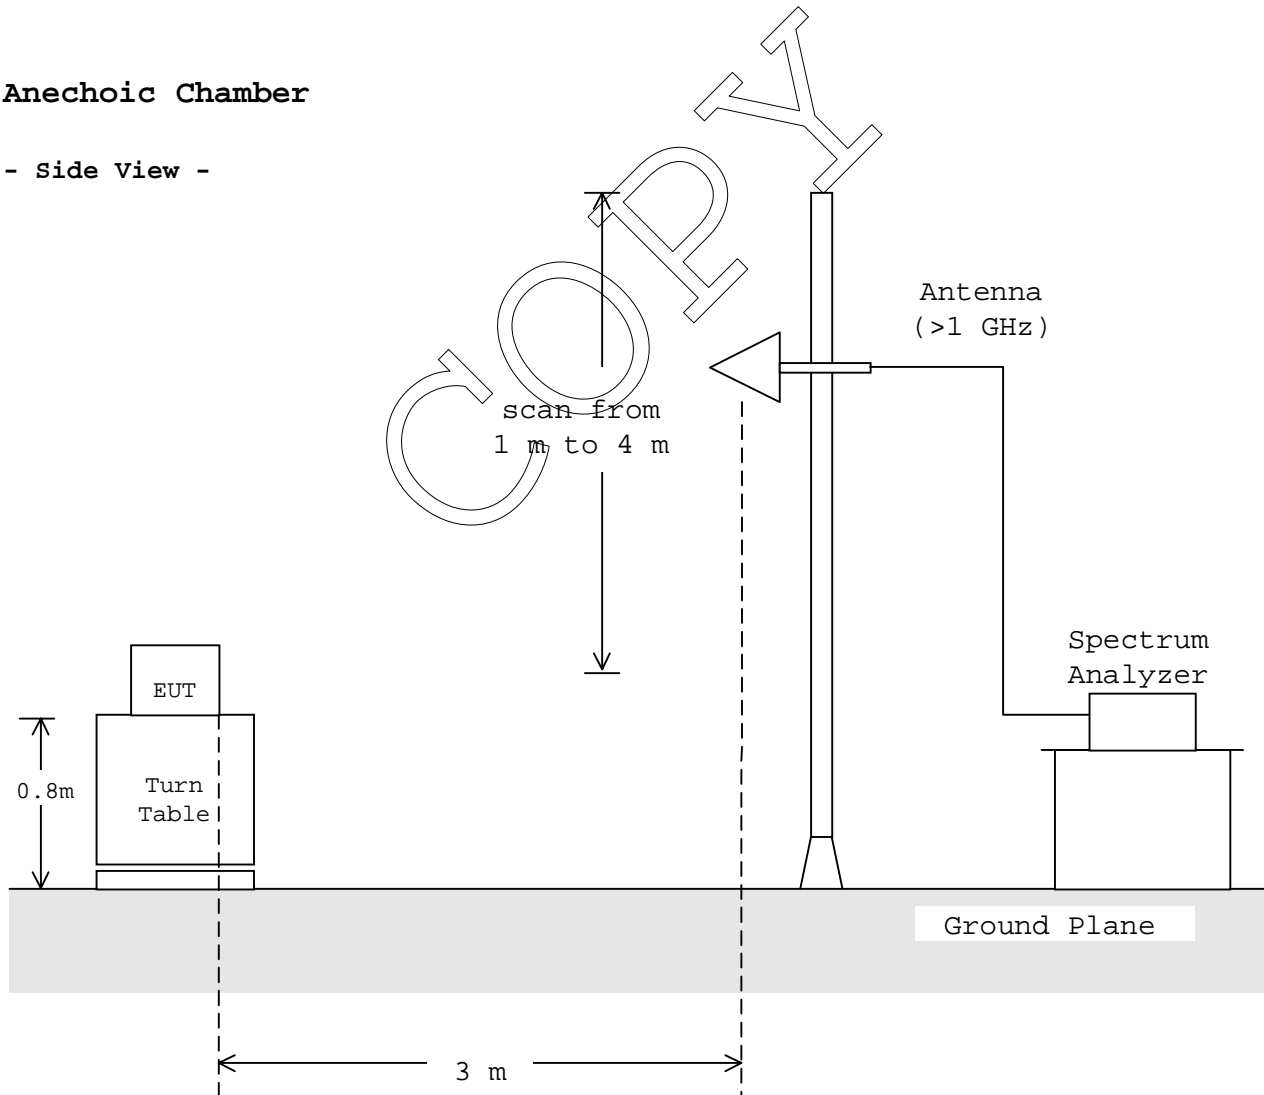 Anechoic Chamber
- Side View -
COPY
Antenna
(>1 GHz)
scan from
1 m to 4 m
Spectrum
Analyzer
EUT
0.8m
Turn
Table
Ground Plane
3 m